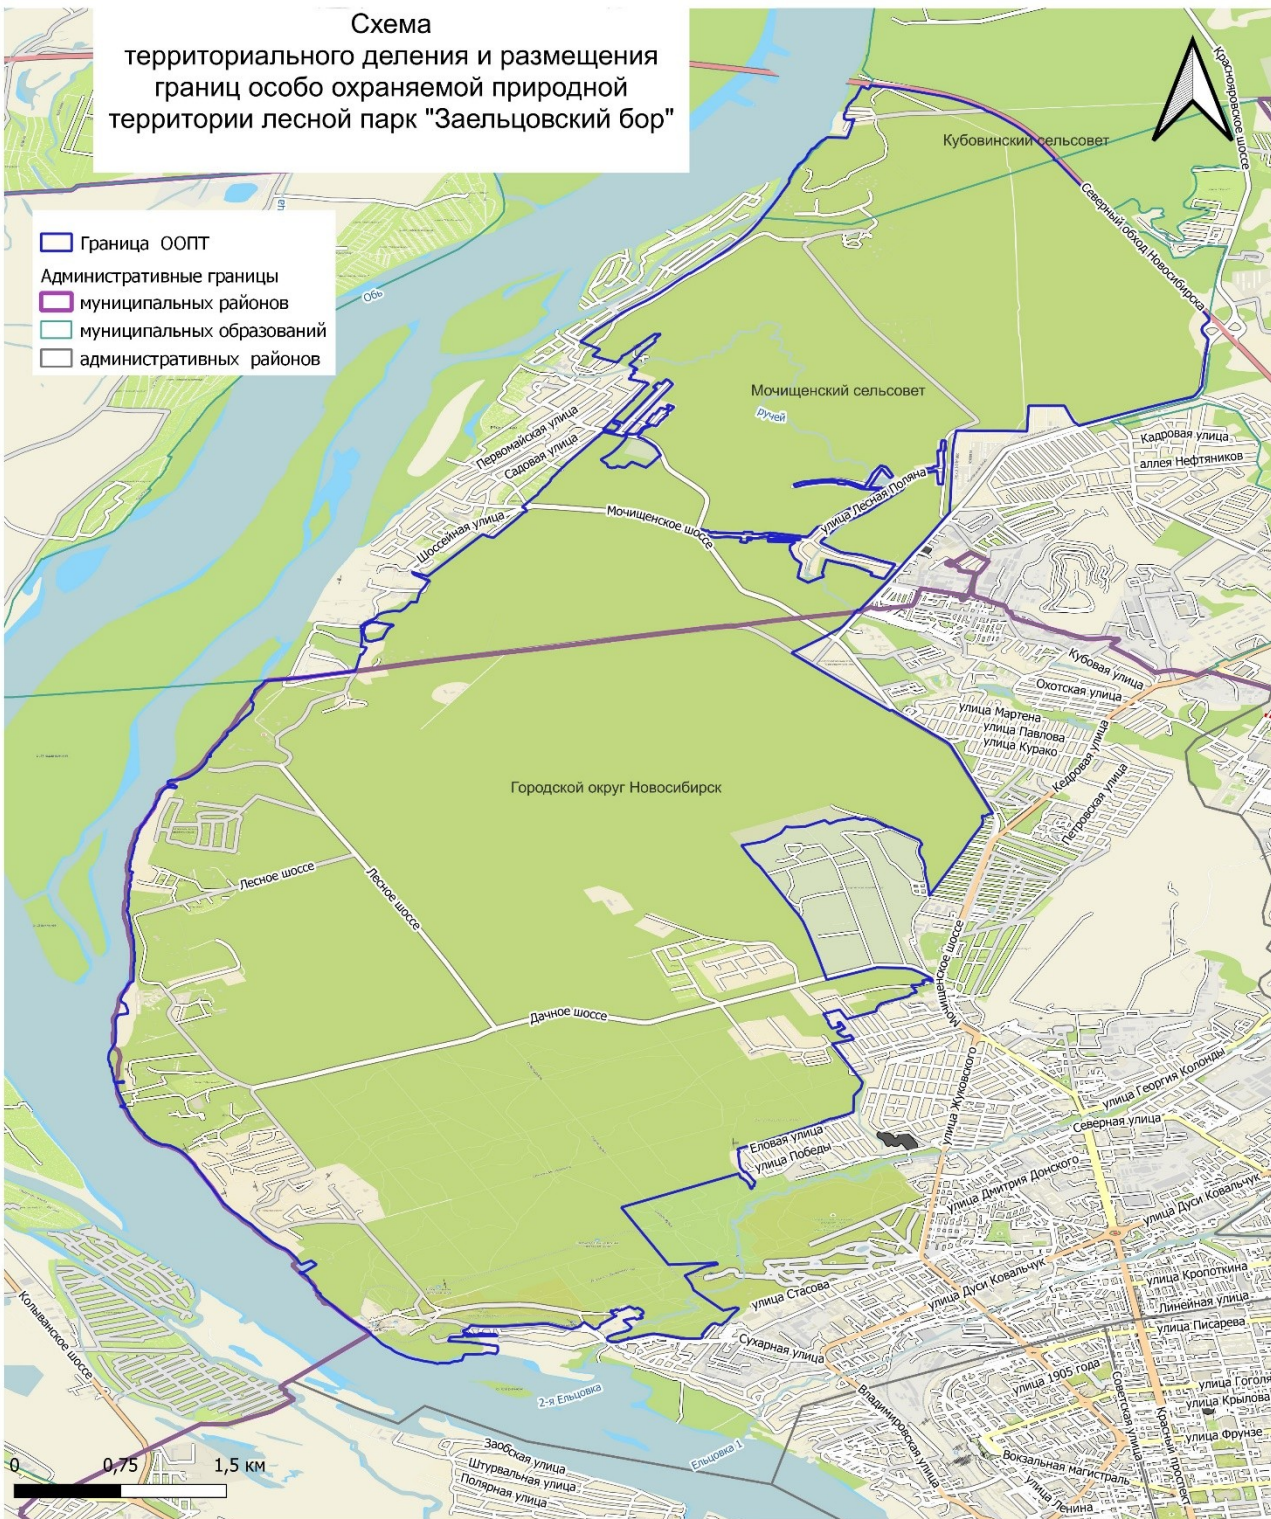 Схема
территориального деления и размещения
границ особо охраняемой природной
территории лесной парк "Заельцовский бор"
Граница ООПТ
Административные границы
муниципальных районов
муниципальных образований
административных районов
Красноярское шоссе
Кубовинский сельсовет
Северный обход Новосибирска
Обь
Мочищенский сельсовет
ручей
Первомайская улица
Садовая улица
Кадровая улица
аллея Нефтяников
улица Лесная Поляна
Шоссейная улица
Мочищенское шоссе
Кубовая улица
Охотская улица
улица Мартена
улица Павлова
улица Курако
Кедровая улица
Петровская улица
Городской округ Новосибирск
Лесное шоссе
Лесное шоссе
Мочищенское шоссе
Дачное шоссе
улица Жуковского
улица Георгия Колонды
Северная улица
Еловая улица
улица Победы
улица Дмитрия Донского
улица Дуси Ковальчук
улица Дуси Ковальчук
улица Стасова
улица Кропоткина
Линейная улица
улица Писарева
Сухарная улица
Колыванское шоссе
улица 1905 года
улица Гоголя
улица Крылова
улица Фрунзе
Советская улица
Красный проспект
Владимировская улица
2-я Ельцовка
Ельцовка 1
Заобская улица
Штурвальная улица
Полярная улица
Вокзальная магистраль
улица Ленина
0 0,75 1,5 км